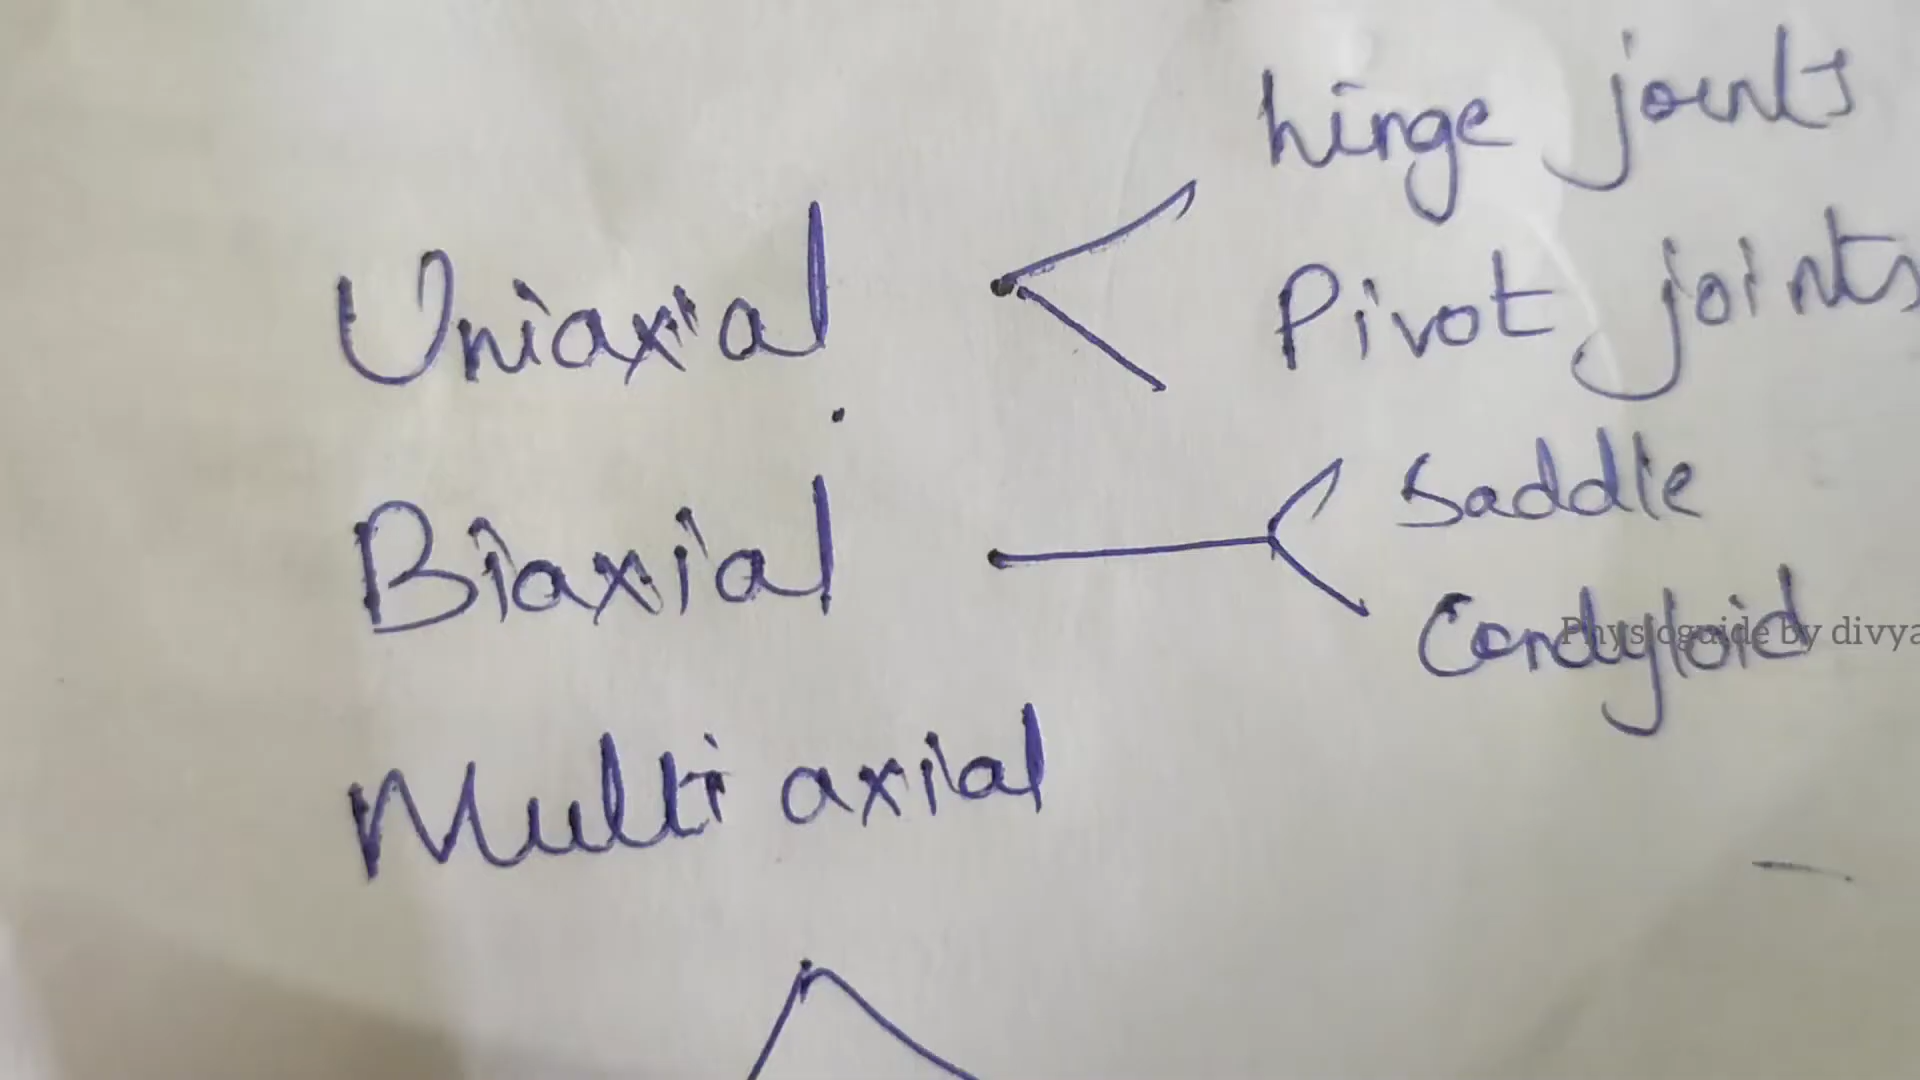 hinge joints
Uniaxial
Pivot joints
Saddle
Biaxial
Condyloid
Physioguide by divya
Multi axial